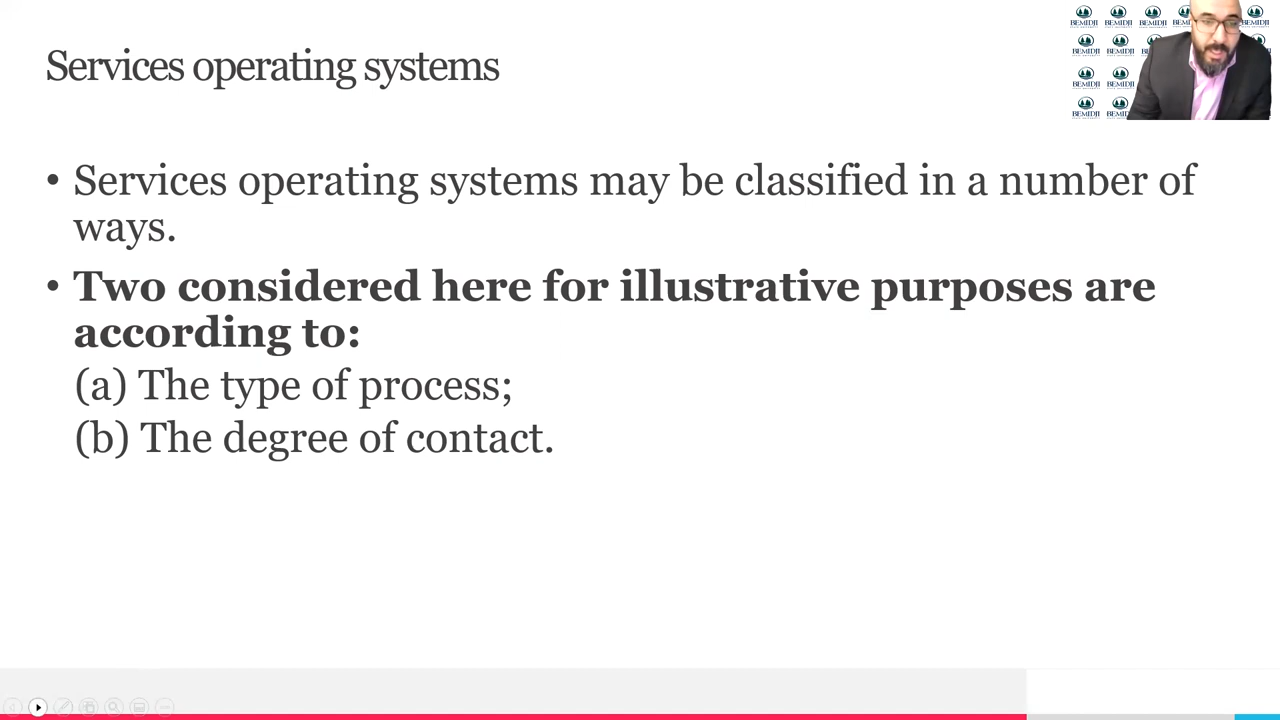 Services operating systems
BEMIDJI
• Services operating systems may be classified in a number of
ways.
• Two considered here for illustrative purposes are
according to:
(a) The type of process;
(b) The degree of contact.